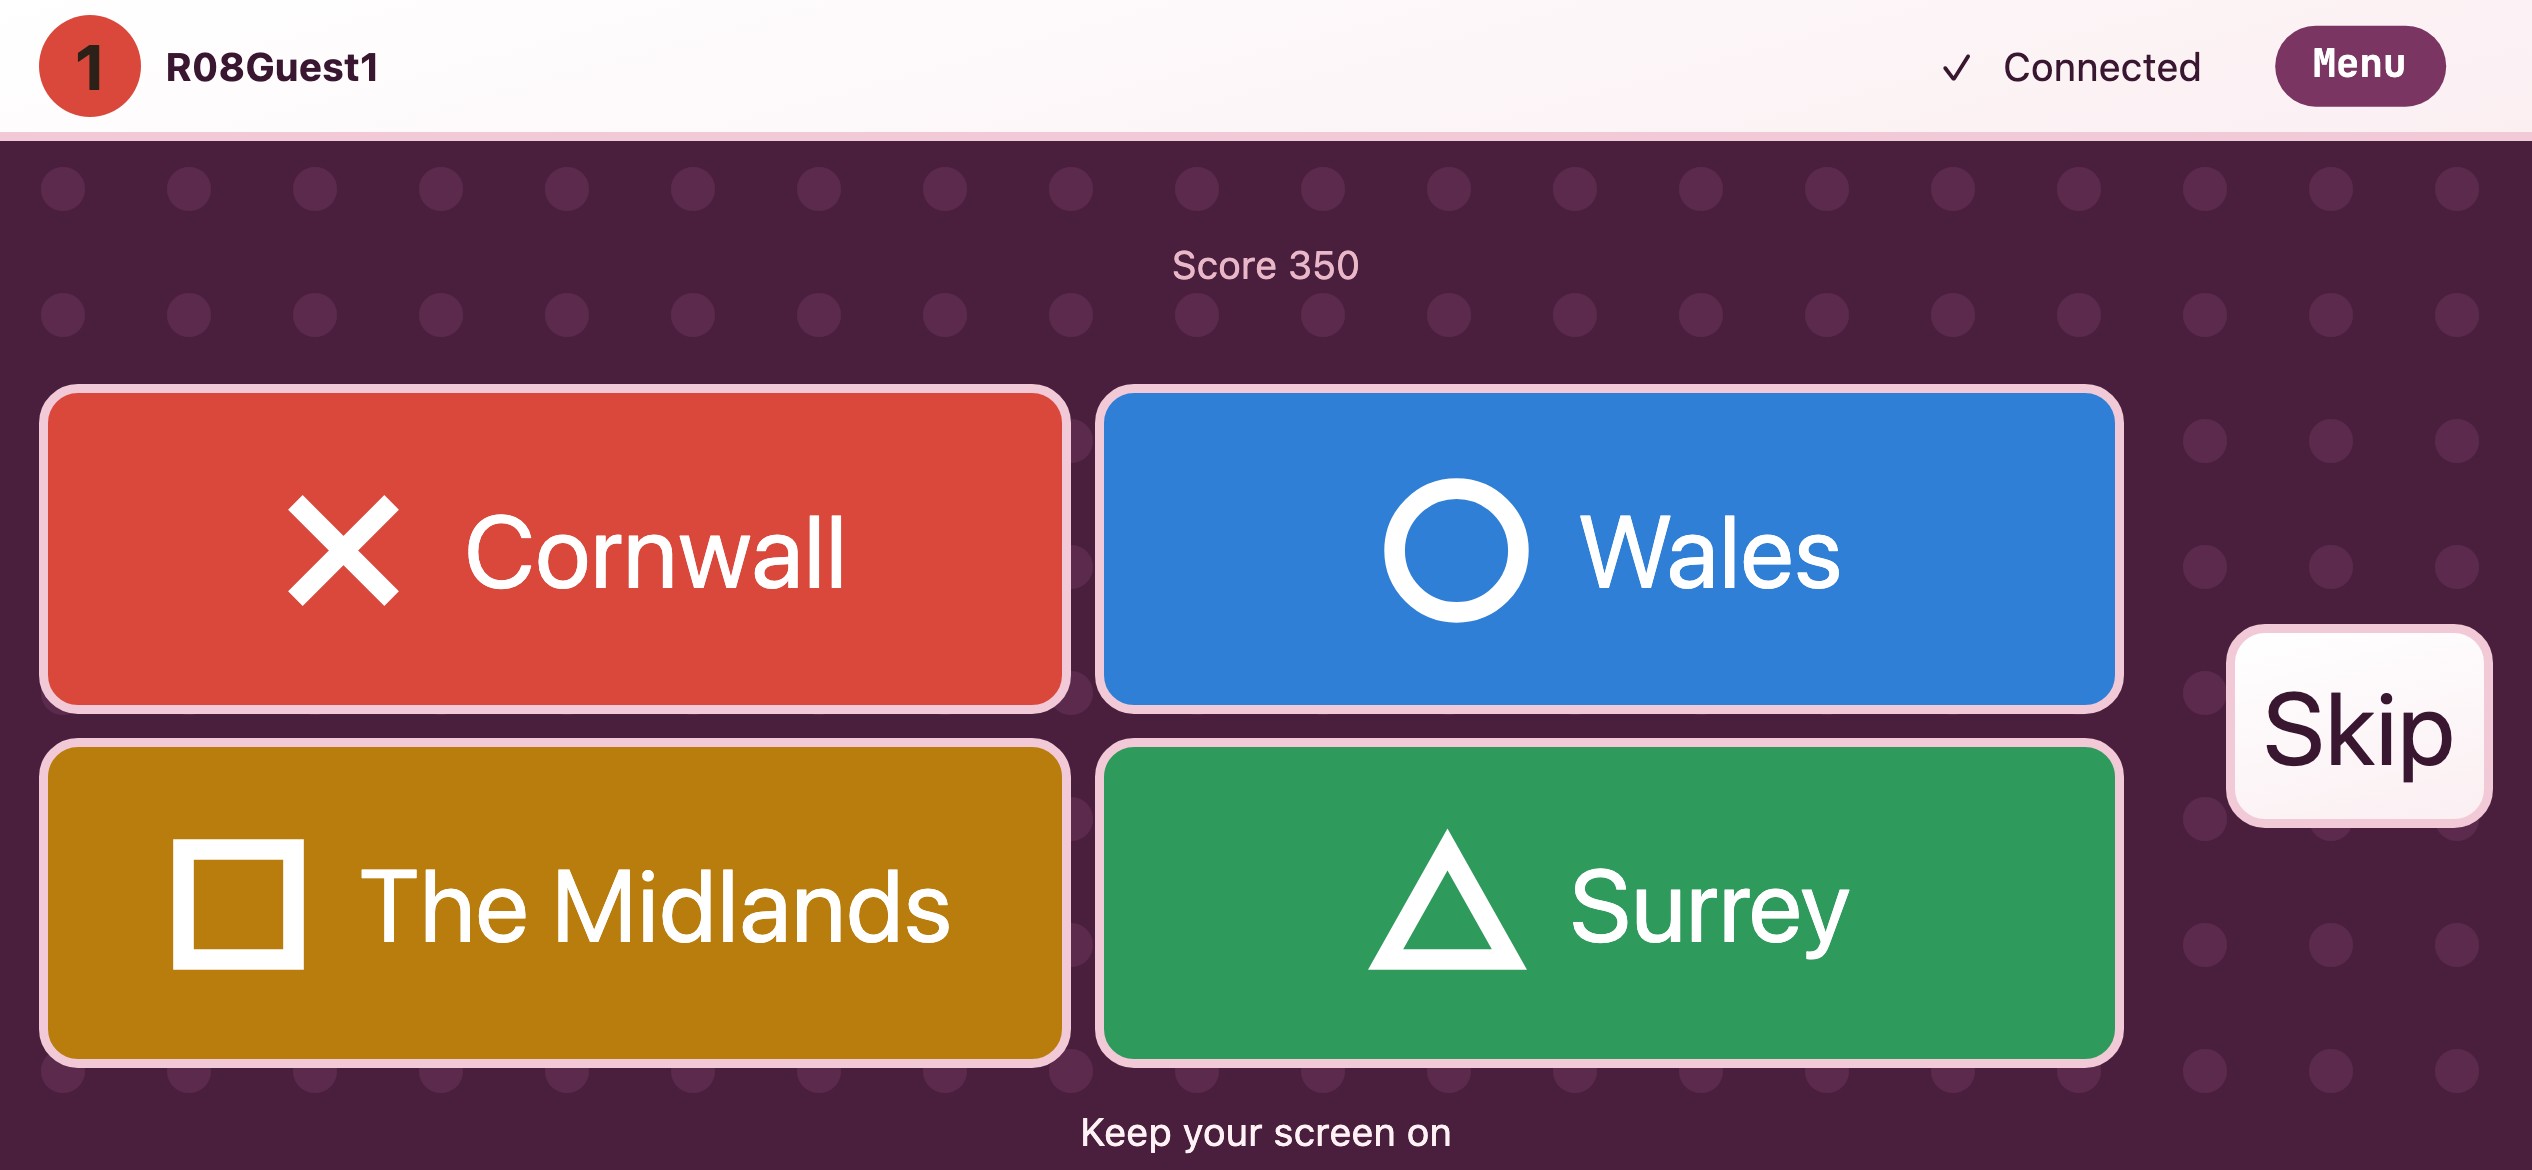 1 R08Guest1 ✓ Connected Menu
Score 350
Cornwall
Wales
The Midlands
Surrey
Skip
Keep your screen on